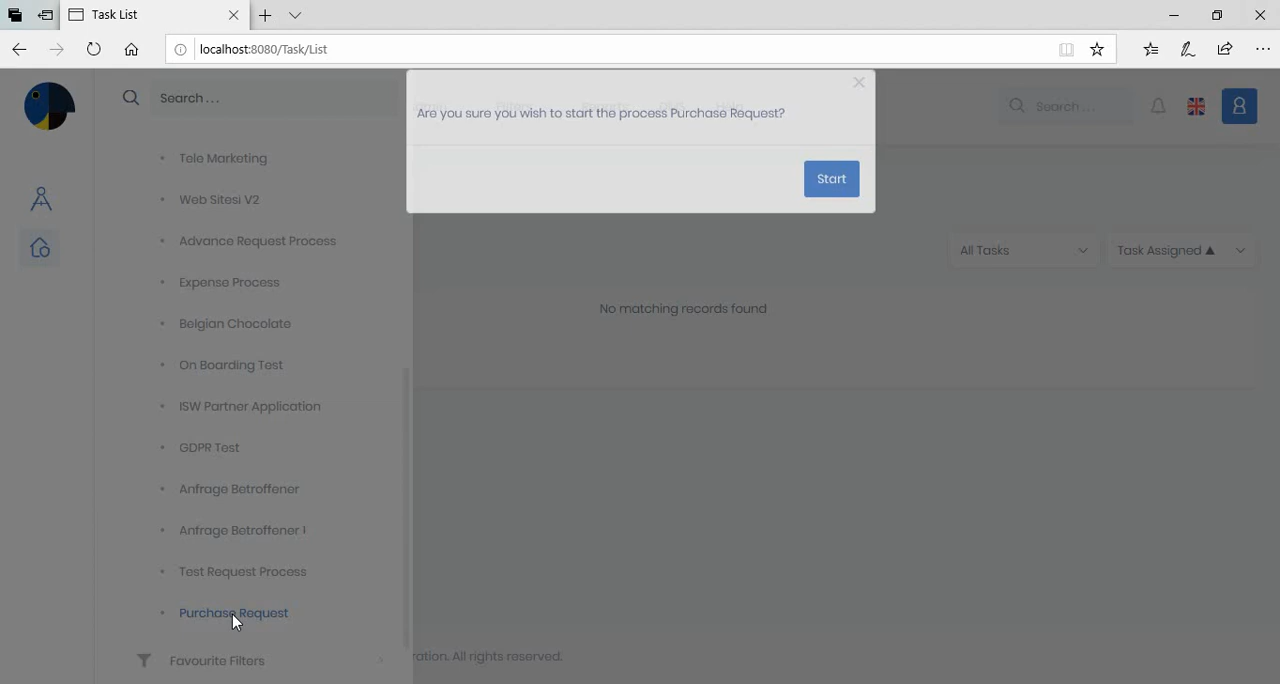 Task List
localhost:8080/Task/List
Search ...
Are you sure you wish to start the process Purchase Request?
Search ...
Start
Tele Marketing
Web Sitesi V2
Advance Request Process
All Tasks
Task Assigned ▲
Expense Process
No matching records found
Belgian Chocolate
On Boarding Test
ISW Partner Application
GDPR Test
Anfrage Betroffener
Anfrage Betroffener !
Test Request Process
Purchase Request
Favourite Filters
ration. All rights reserved.